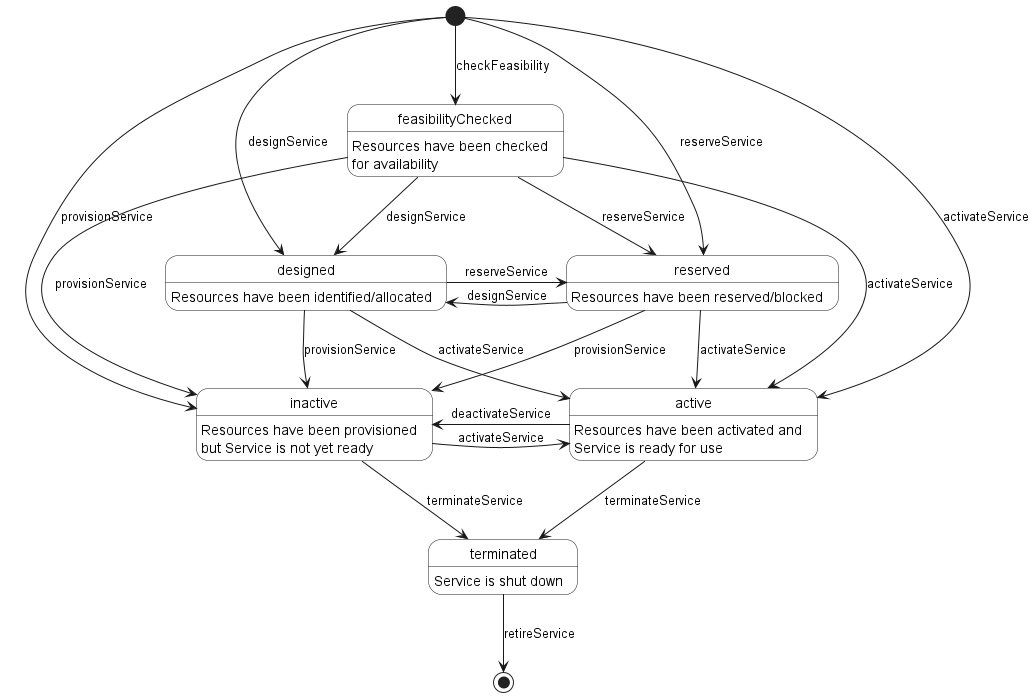 checkFeasibility
feasibilityChecked
designService
reserveService
Resources have been checked
for availability
provisionService
designService
reserveService
activateService
designed
reserveService
reserved
provisionService
activateService
Resources have been identified/allocated
designService
Resources have been reserved/blocked
provisionService
activateService
provisionService
activateService
inactive
active
deactivateService
Resources have been provisioned
but Service is not yet ready
activateService
Resources have been activated and
Service is ready for use
terminateService
terminateService
terminated
Service is shut down
retireService